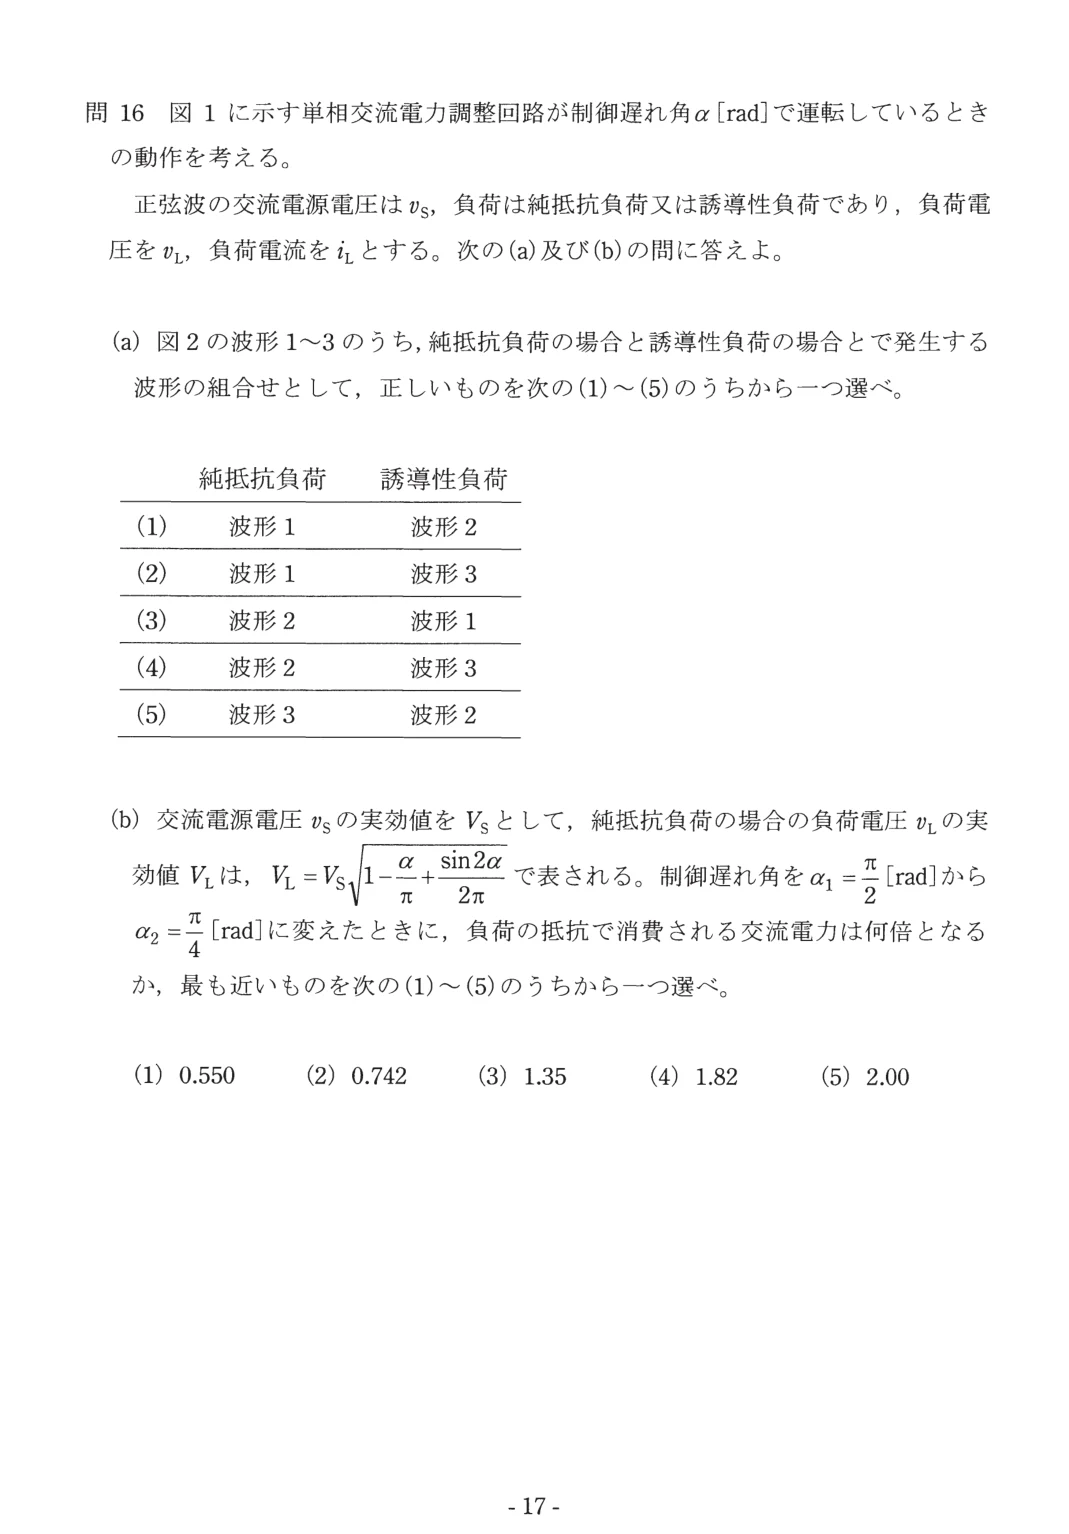 問 16 図 1 に示す単相交流電力調整回路が制御遅れ角α[rad]で運転しているとき
の動作を考える。
正弦波の交流電源電圧は vS，負荷は純抵抗負荷又は誘導性負荷であり，負荷電
圧を vL，負荷電流を iL とする。次の(a)及び(b)の問に答えよ。
(a) 図 2 の波形 1～3 のうち，純抵抗負荷の場合と誘導性負荷の場合とで発生する
波形の組合せとして，正しいものを次の(1)～(5)のうちから一つ選べ。
純抵抗負荷 誘導性負荷
(1) 波形 1 波形 2
(2) 波形 1 波形 3
(3) 波形 2 波形 1
(4) 波形 2 波形 3
(5) 波形 3 波形 2
(b) 交流電源電圧 vS の実効値を VS として，純抵抗負荷の場合の負荷電圧 vL の実
効値 VL は，VL = VS√(1 − α/π + sin2α/2π) で表される。制御遅れ角を α1 = π/2 [rad]から
α2 = π/4 [rad]に変えたときに，負荷の抵抗で消費される交流電力は何倍となる
か，最も近いものを次の(1)～(5)のうちから一つ選べ。
(1) 0.550 (2) 0.742 (3) 1.35 (4) 1.82 (5) 2.00
- 17 -